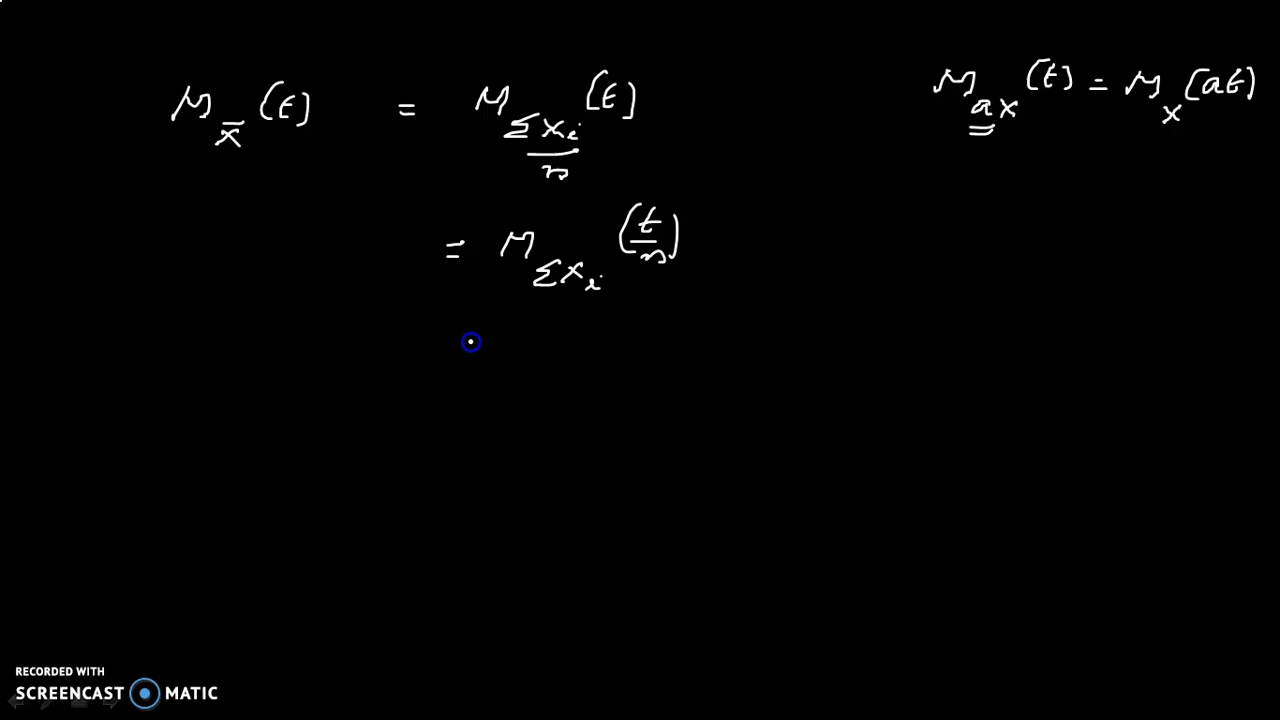 M_x̄ (t) = M_{Σxᵢ/n} (t)
M_{ax} (t) = M_x (at)
= M_{Σxᵢ} (t/n)
RECORDED WITH
SCREENCAST MATIC